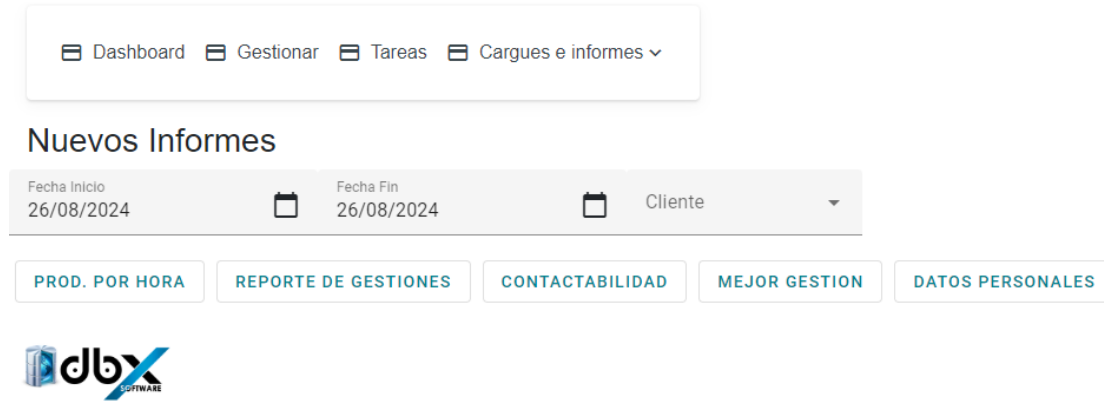 Dashboard Gestionar Tareas Cargues e informes
Nuevos Informes
Fecha Inicio Fecha Fin
26/08/2024 26/08/2024 Cliente
PROD. POR HORA REPORTE DE GESTIONES CONTACTABILIDAD MEJOR GESTION DATOS PERSONALES
dbx
SOFTWARE